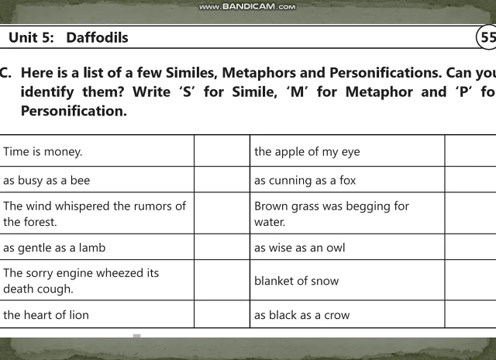 www.BANDICAM.com
Unit 5: Daffodils
55
C. Here is a list of a few Similes, Metaphors and Personifications. Can you
identify them? Write ‘S’ for Simile, ‘M’ for Metaphor and ‘P’ fo
Personification.
Time is money.
the apple of my eye
as busy as a bee
as cunning as a fox
The wind whispered the rumors of
the forest.
Brown grass was begging for
water.
as gentle as a lamb
as wise as an owl
The sorry engine wheezed its
death cough.
blanket of snow
the heart of lion
as black as a crow